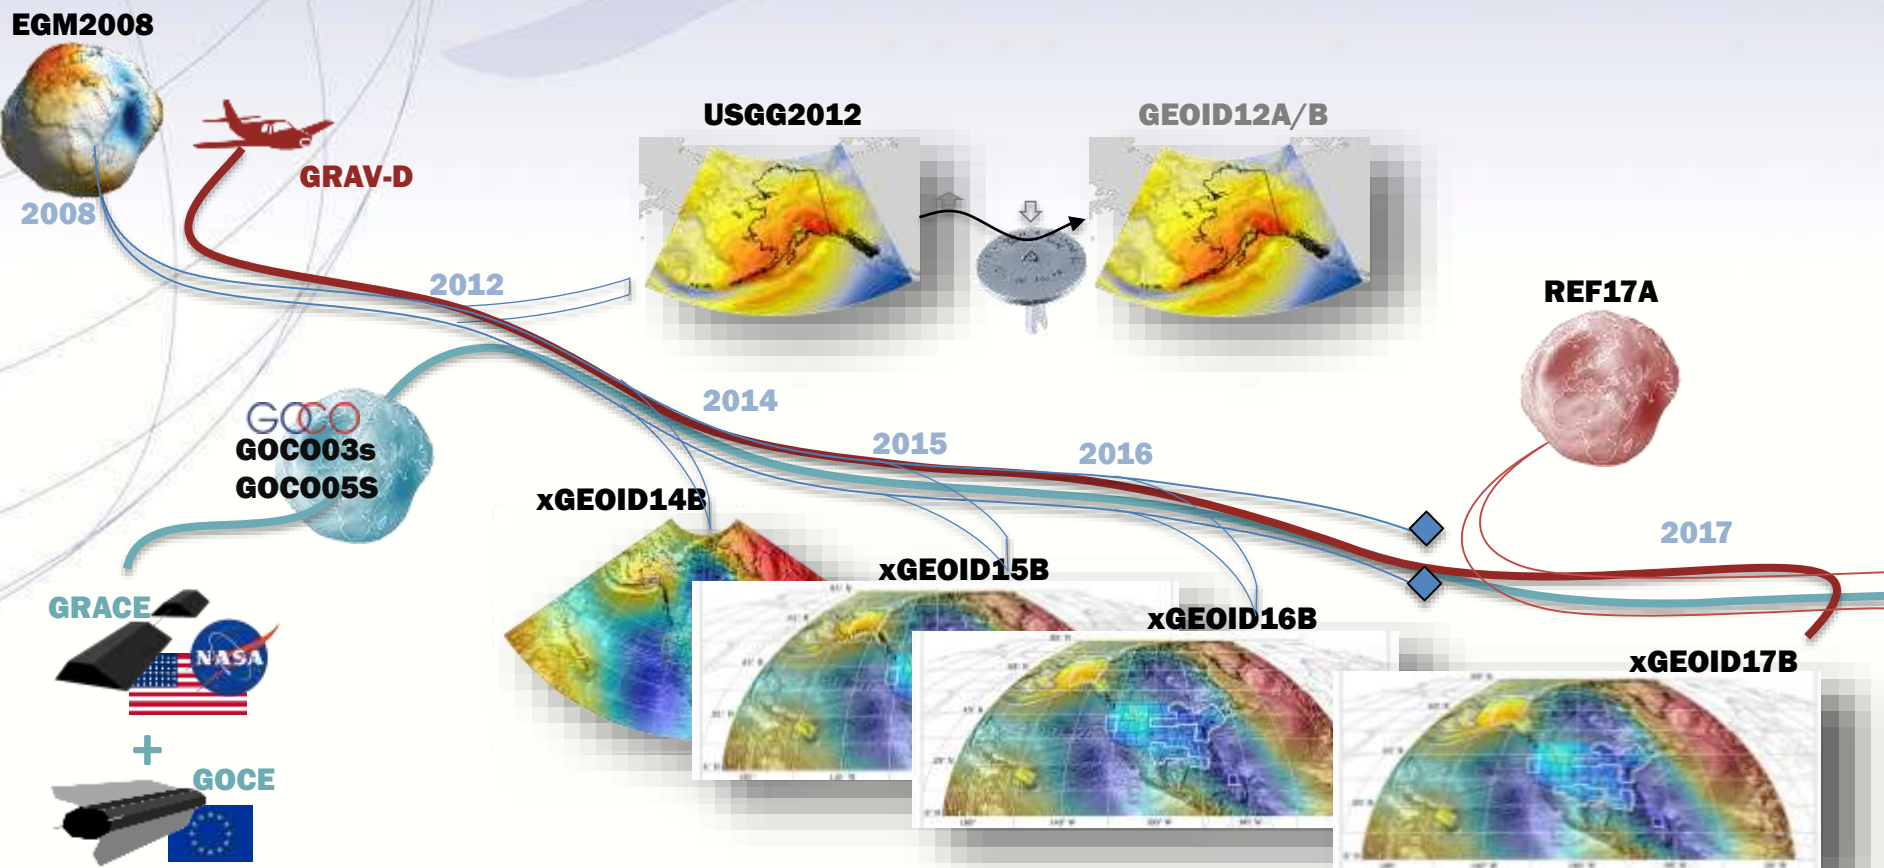 EGM2008
2008
GRAV-D
USGG2012
GEOID12A/B
2012
REF17A
2014
2015
2016
2017
GOCO
GOCO03s
GOCO05S
xGEOID14B
xGEOID15B
xGEOID16B
xGEOID17B
GRACE
NASA
+
GOCE